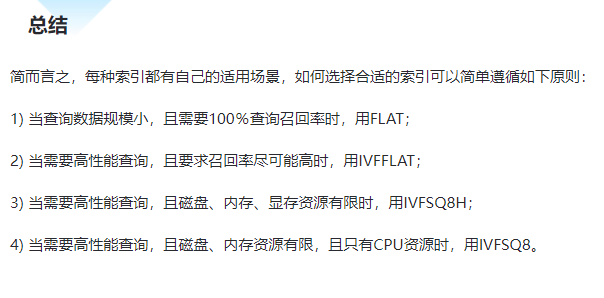 总结
简而言之，每种索引都有自己的适用场景，如何选择合适的索引可以简单遵循如下原则：
1) 当查询数据规模小，且需要100％查询召回率时，用FLAT；
2) 当需要高性能查询，且要求召回率尽可能高时，用IVFFLAT；
3) 当需要高性能查询，且磁盘、内存、显存资源有限时，用IVFSQ8H；
4) 当需要高性能查询，且磁盘、内存资源有限，且只有CPU资源时，用IVFSQ8。